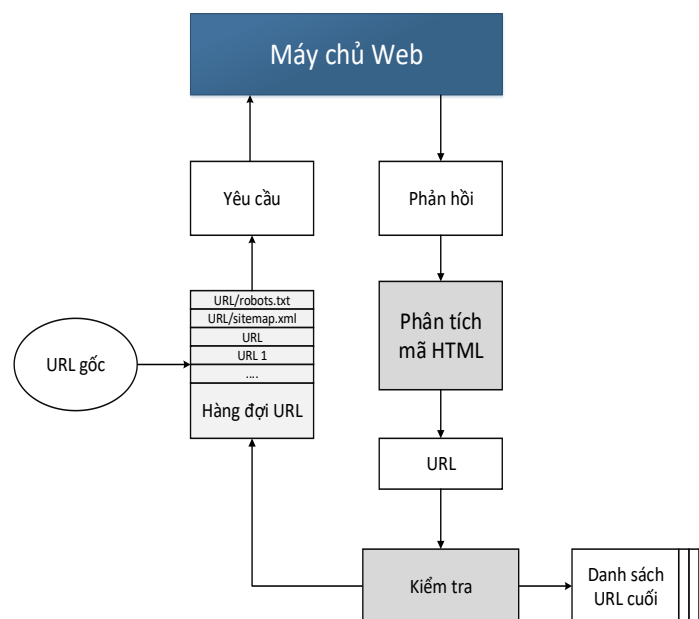 Máy chủ Web
Yêu cầu
Phản hồi
URL/robots.txt
URL/sitemap.xml
URL
URL 1
....
Hàng đợi URL
URL gốc
Phân tích
mã HTML
URL
Kiểm tra
Danh sách
URL cuối